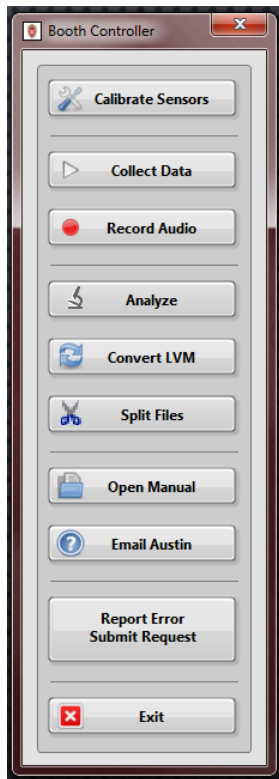 Booth Controller
Calibrate Sensors
Collect Data
Record Audio
Analyze
Convert LVM
Split Files
Open Manual
Email Austin
Report Error
Submit Request
Exit